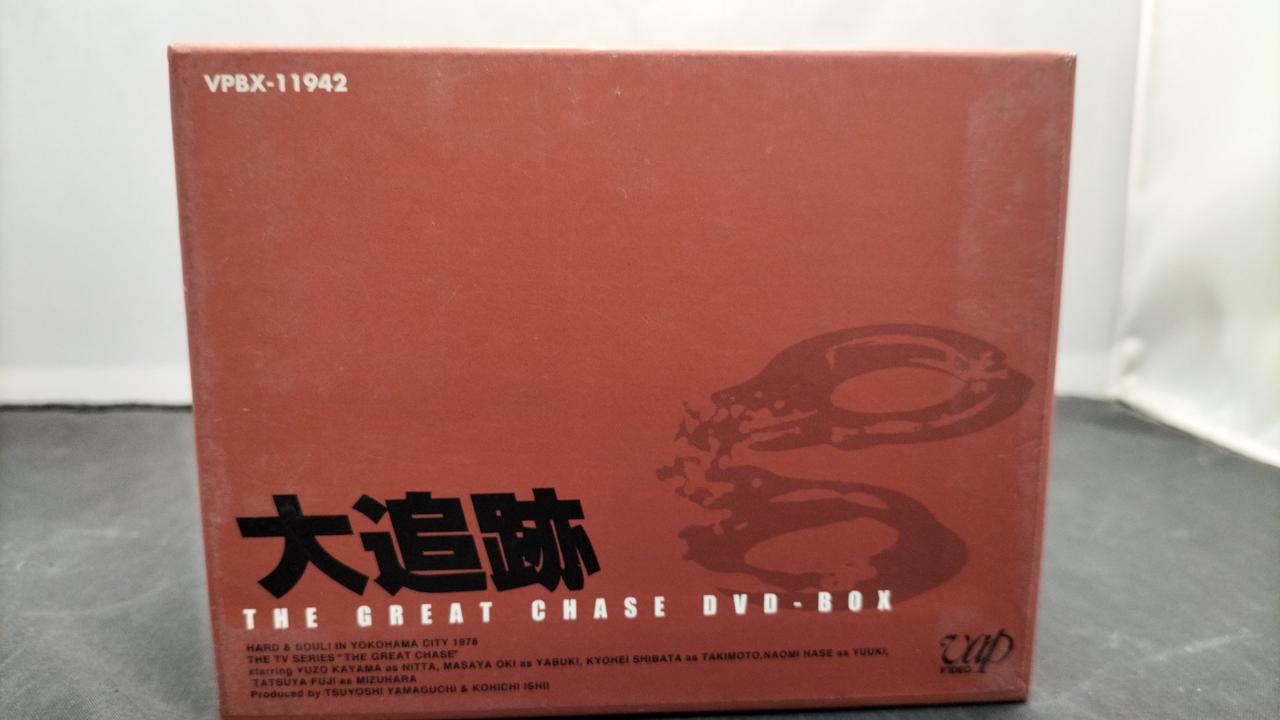 VPBX-11942
大追跡
THE GREAT CHASE DVD-BOX
HARD & SOUL! IN YOKOHAMA CITY 1978
THE TV SERIES "THE GREAT CHASE"
starring YUZO KAYAMA as NITTA, MASAYA OKI as YABUKI, KYOHEI SHIBATA as TAKIMOTO,NAOMI HASE as YUUKI,
TATSUYA FUJI as MIZUHARA
Produced by TSUYOSHI YAMAGUCHI & KOHICHI ISHII
vap
VIDEO